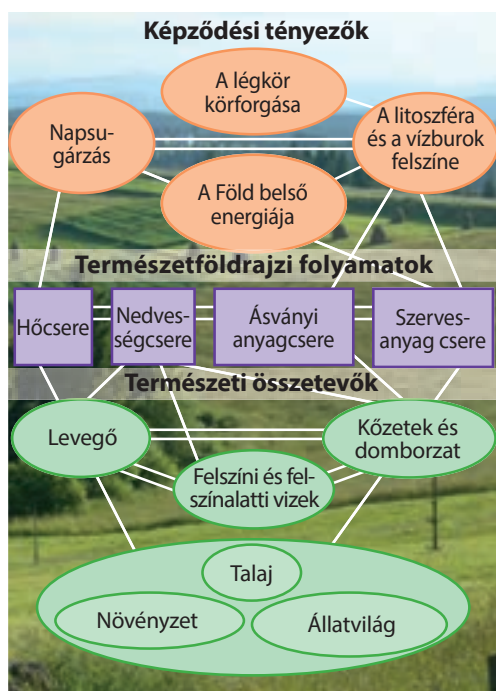 Képződési tényezők
A légkör
körforgása
Napsu-
gárzás
A litoszféra
és a vízburok
felszíne
A Föld belső
energiája
Természetföldrajzi folyamatok
Hőcsere
Nedves-
ségcsere
Ásványi
anyagcsere
Szerves-
anyag csere
Természeti összetevők
Levegő
Kőzetek és
domborzat
Felszíni és fel-
színalatti vizek
Talaj
Növényzet
Állatvilág